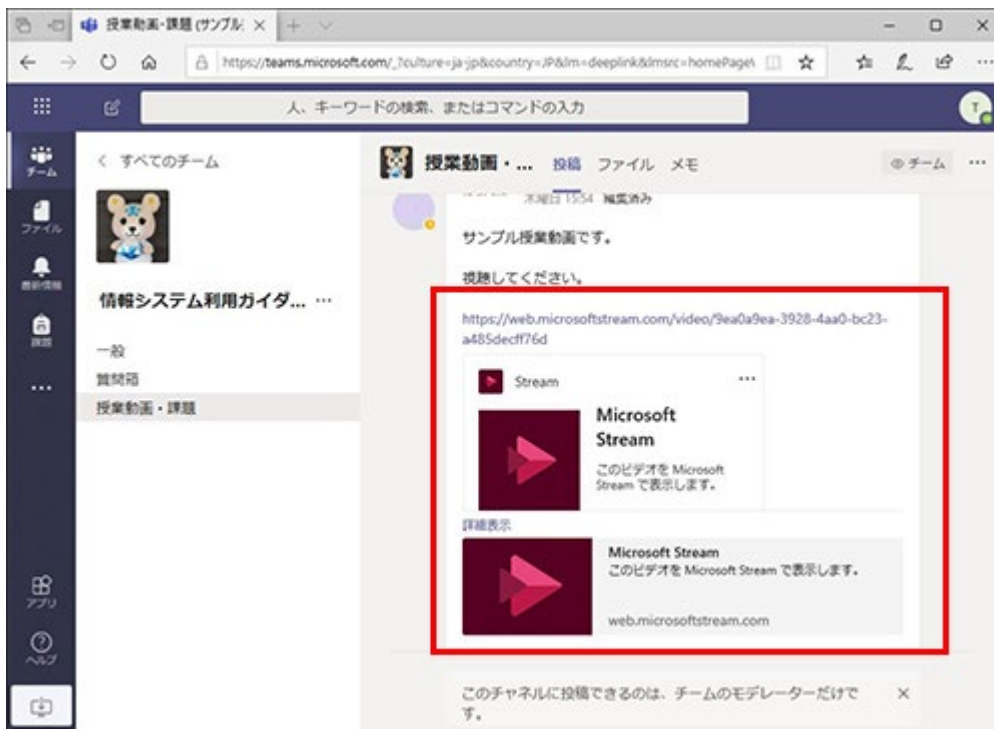 授業動画・課題 (サンプル
https://teams.microsoft.com/_?culture=ja-jp&country=JP&lm=deeplink&lmsrc=homePageW
人、キーワードの検索、またはコマンドの入力
T
チーム
ファイル
最新情報
課題
アプリ
ヘルプ
すべてのチーム
情報システム利用ガイダ... ...
一般
質問箱
授業動画・課題
授業動画・... 投稿 ファイル メモ
チーム
木曜日 15:54 編集済み
サンプル授業動画です。
視聴してください。
https://web.microsoftstream.com/video/9ea0a9ea-3928-4aa0-bc23-
a485decff76d
Stream
Microsoft
Stream
このビデオを Microsoft
Stream で表示します。
詳細表示
Microsoft Stream
このビデオを Microsoft Stream で表示します。
web.microsoftstream.com
このチャネルに投稿できるのは、チームのモデレーターだけで
す。